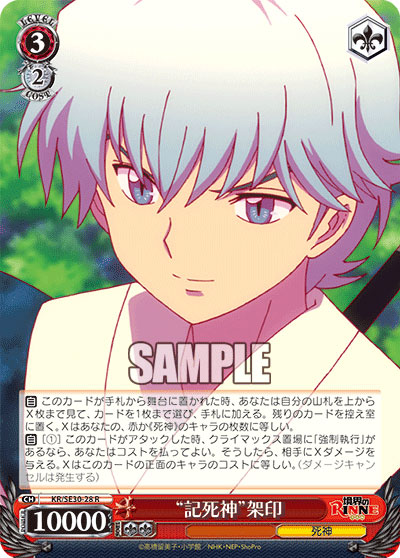 LEVEL
3
2
COST
SAMPLE
自 このカードが手札から舞台に置かれた時、あなたは自分の山札を上から
X枚まで見て、カードを1枚まで選び、手札に加える。残りのカードを控え室
に置く。Xはあなたの、赤か《死神》のキャラの枚数に等しい。
自 [①] このカードがアタックした時、クライマックス置場に「強制執行」が
あるなら、あなたはコストを払ってよい。そうしたら、相手にXダメージを
与える。Xはこのカードの正面のキャラのコストに等しい。(ダメージキャン
セルは発生する)
CH
KR/SE30-28 R
"記死神"架印
境界の
RINNE
10000
死神
©高橋留美子・小学館/NHK・NEP・ShoPro